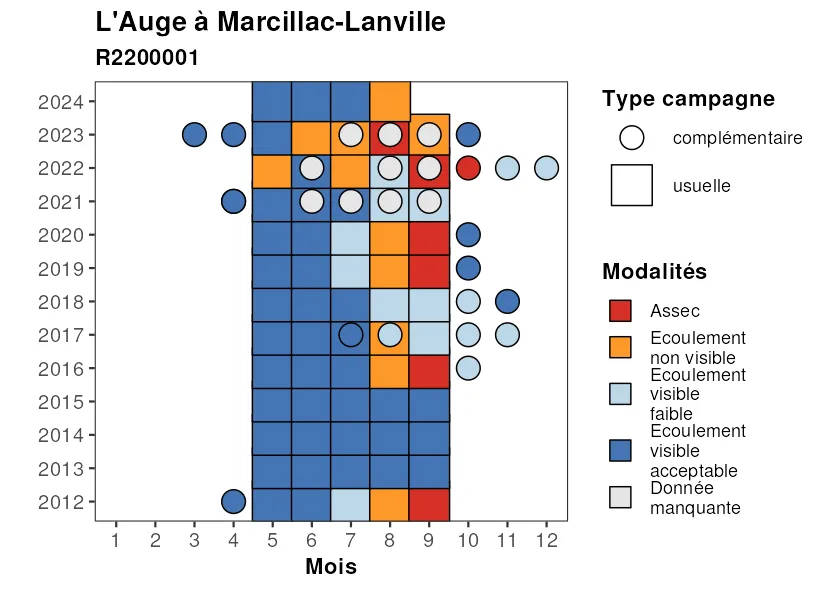 L'Auge à Marcillac-Lanville
R2200001
2024
2023
2022
2021
2020
2019
2018
2017
2016
2015
2014
2013
2012
1 2 3 4 5 6 7 8 9 10 11 12
Mois
Type campagne
complémentaire
usuelle
Modalités
Assec
Ecoulement
non visible
Ecoulement
visible
faible
Ecoulement
visible
acceptable
Donnée
manquante